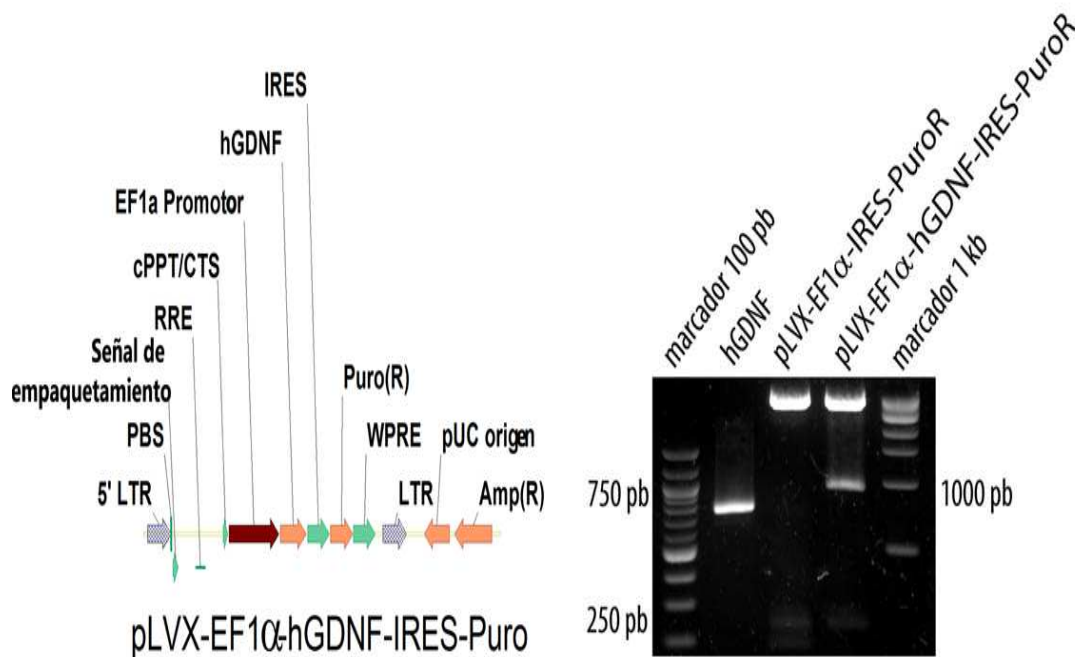 IRES
hGDNF
EF1a Promotor
cPPT/CTS
RRE
Señal de
empaquetamiento
Puro(R)
PBS
WPRE
pUC origen
5' LTR
LTR
Amp(R)
pLVX-EF1α-hGDNF-IRES-Puro
marcador 100 pb
hGDNF
pLVX-EF1α-IRES-PuroR
pLVX-EF1α-hGDNF-IRES-PuroR
marcador 1 kb
750 pb
1000 pb
250 pb